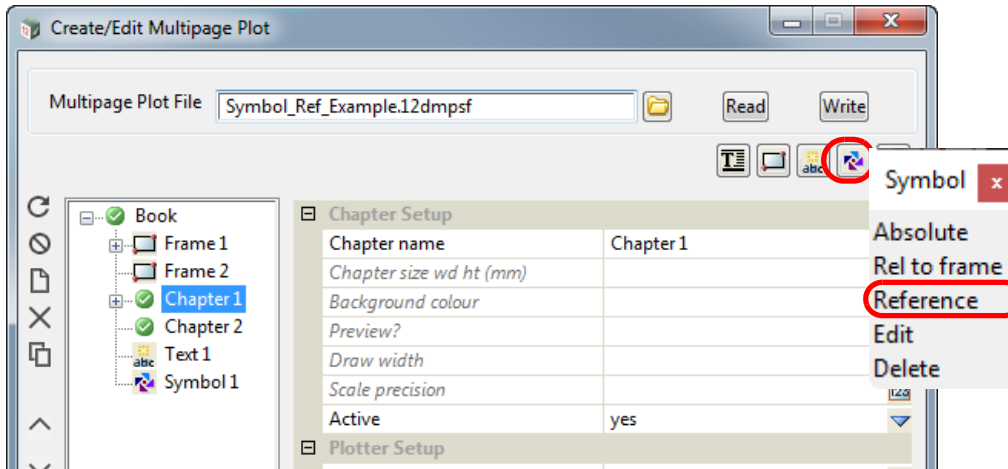 Create/Edit Multipage Plot
Multipage Plot File Symbol_Ref_Example.12dmpsf Read Write
Symbol
Absolute
Rel to frame
Reference
Edit
Delete
Book
Frame 1
Frame 2
Chapter 1
Chapter 2
Text 1
Symbol 1
Chapter Setup
Chapter name Chapter 1
Chapter size wd ht (mm)
Background colour
Preview?
Draw width
Scale precision
Active yes
Plotter Setup